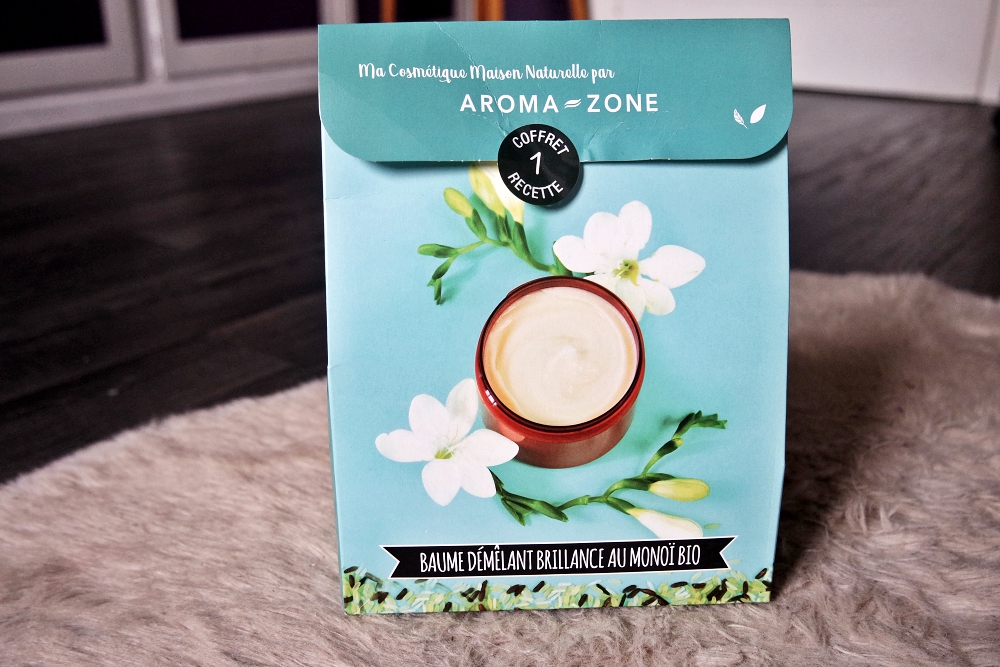 Ma Cosmétique Maison Naturelle par
AROMA ZONE
COFFRET
1
RECETTE
BAUME DÉMÊLANT BRILLANCE AU MONOÏ BIO